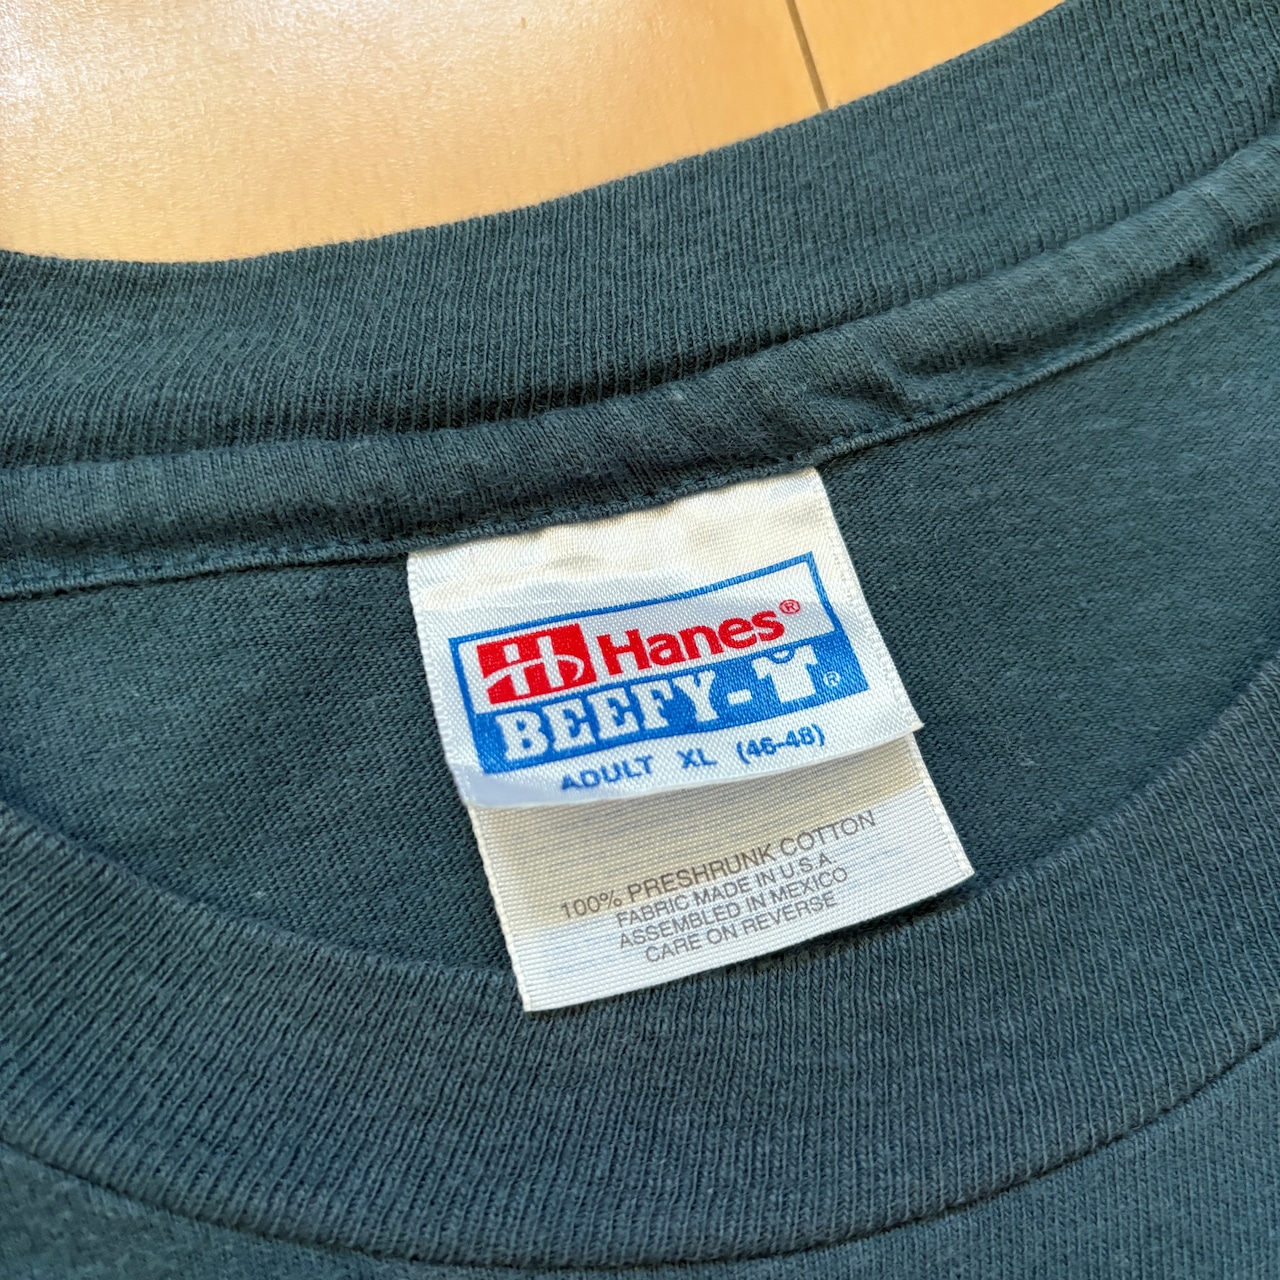 Hanes®
BEEFY-T®
ADULT XL (46-48)
100% PRESHRUNK COTTON
FABRIC MADE IN U.S.A.
ASSEMBLED IN MEXICO
CARE ON REVERSE